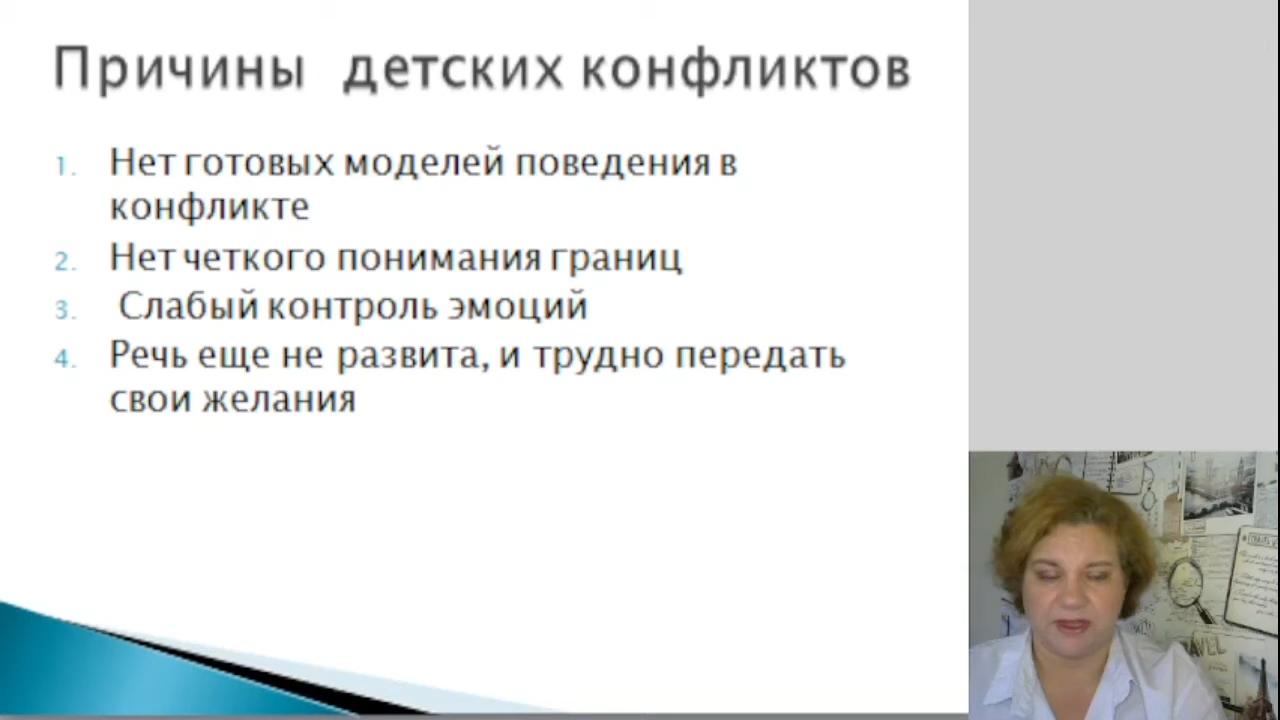 Причины детских конфликтов
1. Нет готовых моделей поведения в
конфликте
2. Нет четкого понимания границ
3. Слабый контроль эмоций
4. Речь еще не развита, и трудно передать
свои желания